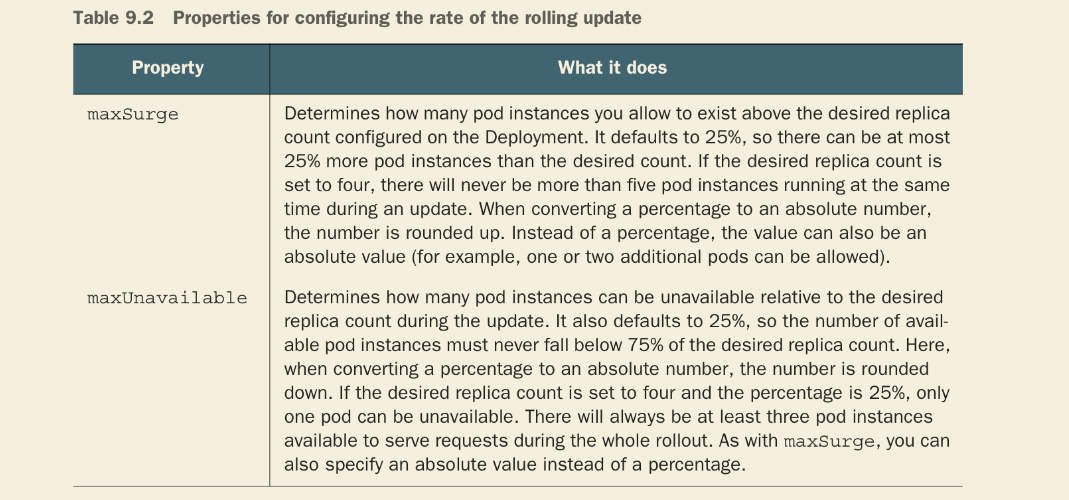 Table 9.2 Properties for configuring the rate of the rolling update
Property
What it does
maxSurge
Determines how many pod instances you allow to exist above the desired replica
count configured on the Deployment. It defaults to 25%, so there can be at most
25% more pod instances than the desired count. If the desired replica count is
set to four, there will never be more than five pod instances running at the same
time during an update. When converting a percentage to an absolute number,
the number is rounded up. Instead of a percentage, the value can also be an
absolute value (for example, one or two additional pods can be allowed).
maxUnavailable
Determines how many pod instances can be unavailable relative to the desired
replica count during the update. It also defaults to 25%, so the number of avail-
able pod instances must never fall below 75% of the desired replica count. Here,
when converting a percentage to an absolute number, the number is rounded
down. If the desired replica count is set to four and the percentage is 25%, only
one pod can be unavailable. There will always be at least three pod instances
available to serve requests during the whole rollout. As with maxSurge, you can
also specify an absolute value instead of a percentage.